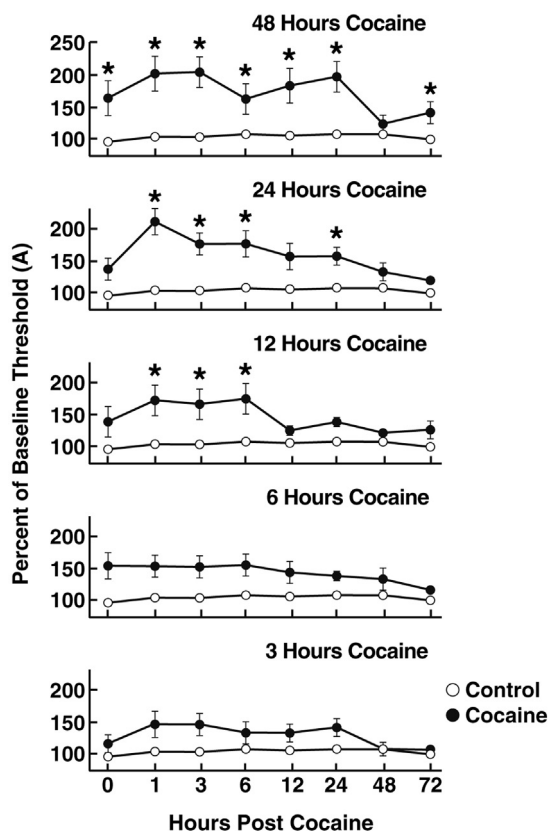 48 Hours Cocaine
250
200
150
100
* * * * * * *
24 Hours Cocaine
200
150
100
* * * *
12 Hours Cocaine
200
150
100
* * *
6 Hours Cocaine
200
150
100
3 Hours Cocaine
200
150
100
0 1 3 6 12 24 48 72
Hours Post Cocaine
Percent of Baseline Threshold (A)
Control
Cocaine